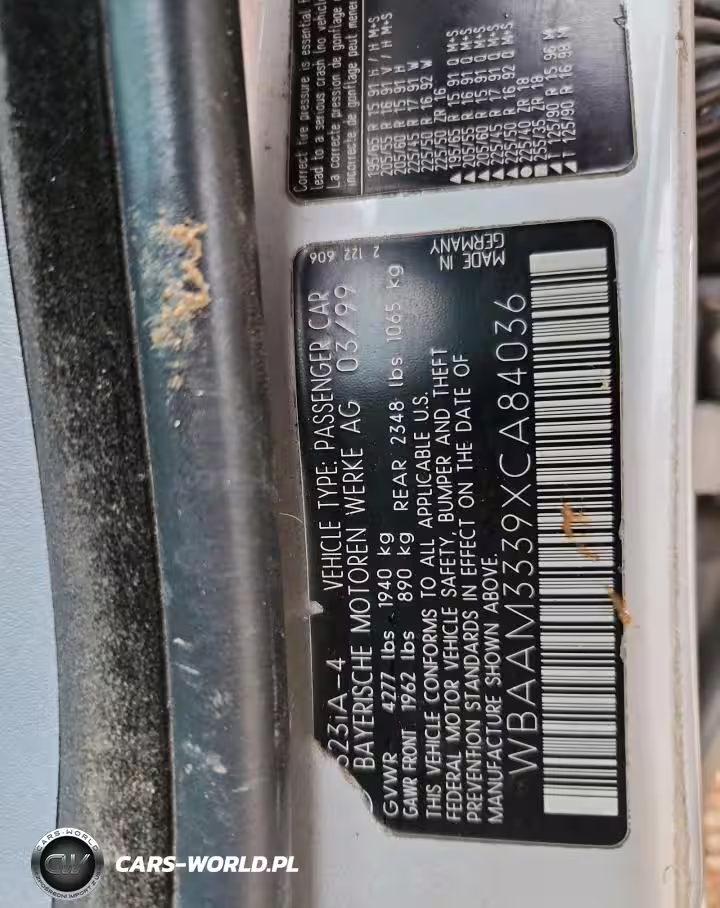 Correct tire pressure is essential
lead to a serious crash (no vehicle
La correcte pression de gonflage
incorrecte de gonflage peut mener
195/65 R 15 91 H / H M+S
205/55 R 16 91 V / H M+S
205/60 R 15 91 H
225/45 R 17 91 W
225/50 R 16 92 W
225/50 ZR 16
▲ 195/65 R 15 91 Q M+S
▲ 205/55 R 16 91 Q M+S
▲ 205/60 R 15 91 Q M+S
▲ 225/45 R 17 91 Q M+S
▲ 225/50 R 16 92 Q M+S
● 225/40 ZR 18
■ 255/35 ZR 18
▲ T 125/90 R 15 96 M
▲ T 125/90 R 16 98 M
2 122 606
MADE IN
GERMANY
323iA-4 VEHICLE TYPE: PASSENGER CAR
BAYERISCHE MOTOREN WERKE AG 03/99
GVWR 4277 lbs 1940 kg
GAWR FRONT 1962 lbs 890 kg REAR 2348 lbs 1065 kg
THIS VEHICLE CONFORMS TO ALL APPLICABLE U.S.
FEDERAL MOTOR VEHICLE SAFETY, BUMPER AND THEFT
PREVENTION STANDARDS IN EFFECT ON THE DATE OF
MANUFACTURE SHOWN ABOVE.
WBAAM3339XCA84036
CARS-WORLD
CW
CARS-WORLD.PL